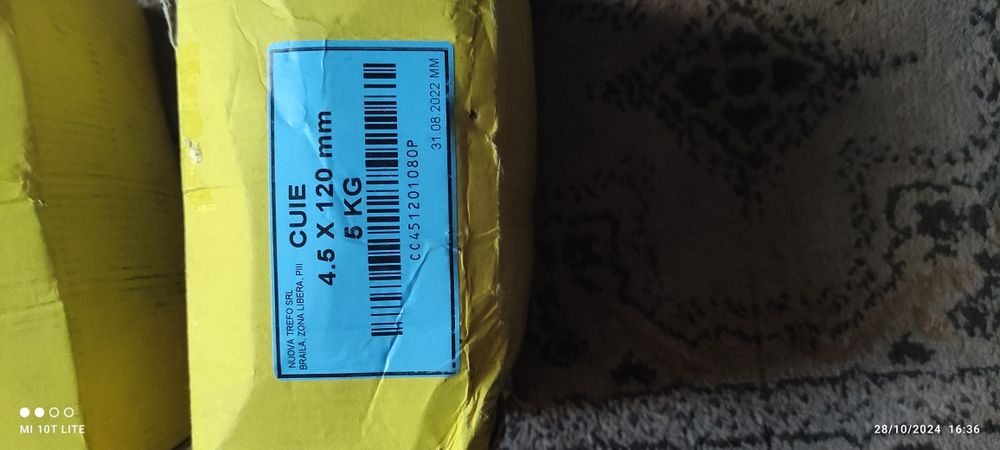 NUOVA TREFO SRL
BRAILA, ZONA LIBERA, PIII.
CUIE
4.5 X 120 mm
5 KG
CC451201080P
31.08.2022 MM
MI 10T LITE
28/10/2024 16:36